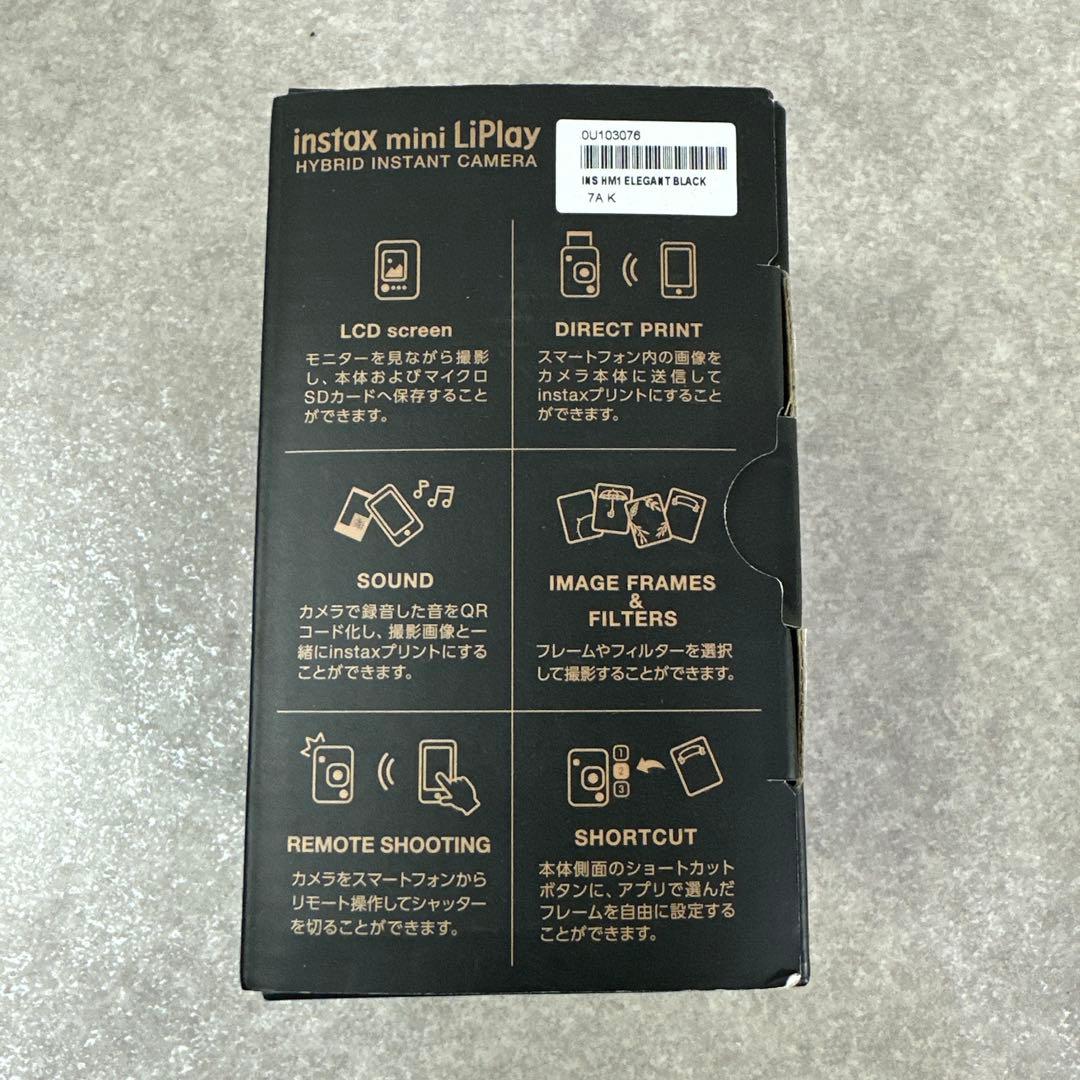 instax mini LiPlay
HYBRID INSTANT CAMERA
0U103076
INS HM1 ELEGANT BLACK
7A K
LCD screen
モニターを見ながら撮影
し、本体およびマイクロ
SDカードへ保存すること
ができます。
DIRECT PRINT
スマートフォン内の画像を
カメラ本体に送信して
instaxプリントにすること
ができます。
SOUND
カメラで録音した音をQR
コード化し、撮影画像と一
緒にinstaxプリントにする
ことができます。
IMAGE FRAMES
&
FILTERS
フレームやフィルターを選択
して撮影することができます。
REMOTE SHOOTING
カメラをスマートフォンから
リモート操作してシャッター
を切ることができます。
1
2
3
SHORTCUT
本体側面のショートカット
ボタンに、アプリで選んだ
フレームを自由に設定する
ことができます。